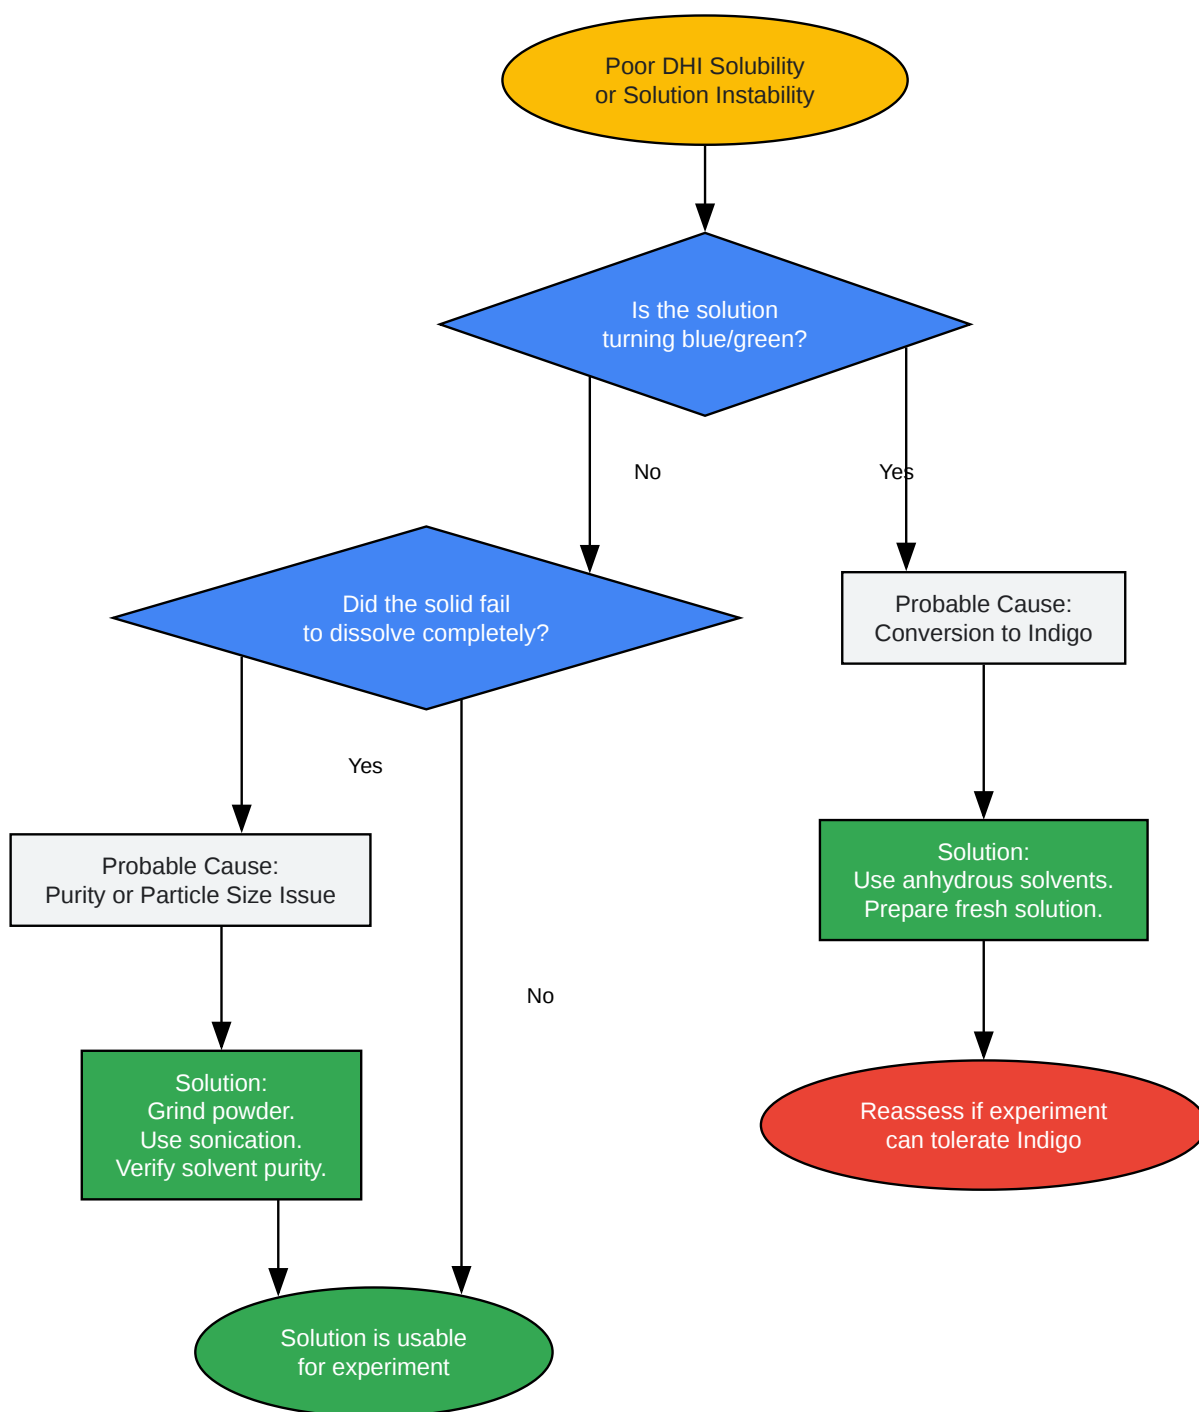 Poor DHI Solubility
or Solution Instability
Is the solution
turning blue/green?
No
Yes
Did the solid fail
to dissolve completely?
Probable Cause:
Conversion to Indigo
Yes
Probable Cause:
Purity or Particle Size Issue
Solution:
Use anhydrous solvents.
Prepare fresh solution.
No
Solution:
Grind powder.
Use sonication.
Verify solvent purity.
Reassess if experiment
can tolerate Indigo
Solution is usable
for experiment